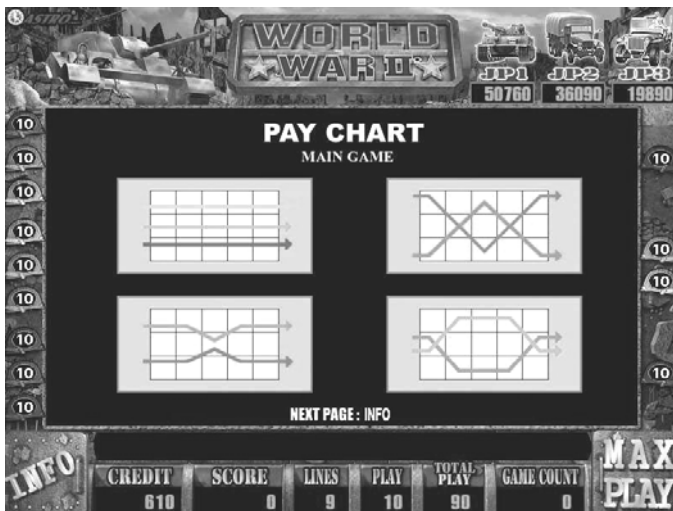 ASTRO
WORLD
WAR II
JP1 JP2 JP3
50760 36090 19890
PAY CHART
MAIN GAME
10
10
10
10
10
10
10
10
10
10
10
10
10
NEXT PAGE : INFO
INFO
CREDIT SCORE LINES PLAY TOTAL PLAY GAME COUNT
610 0 9 10 90 0
MAX
PLAY